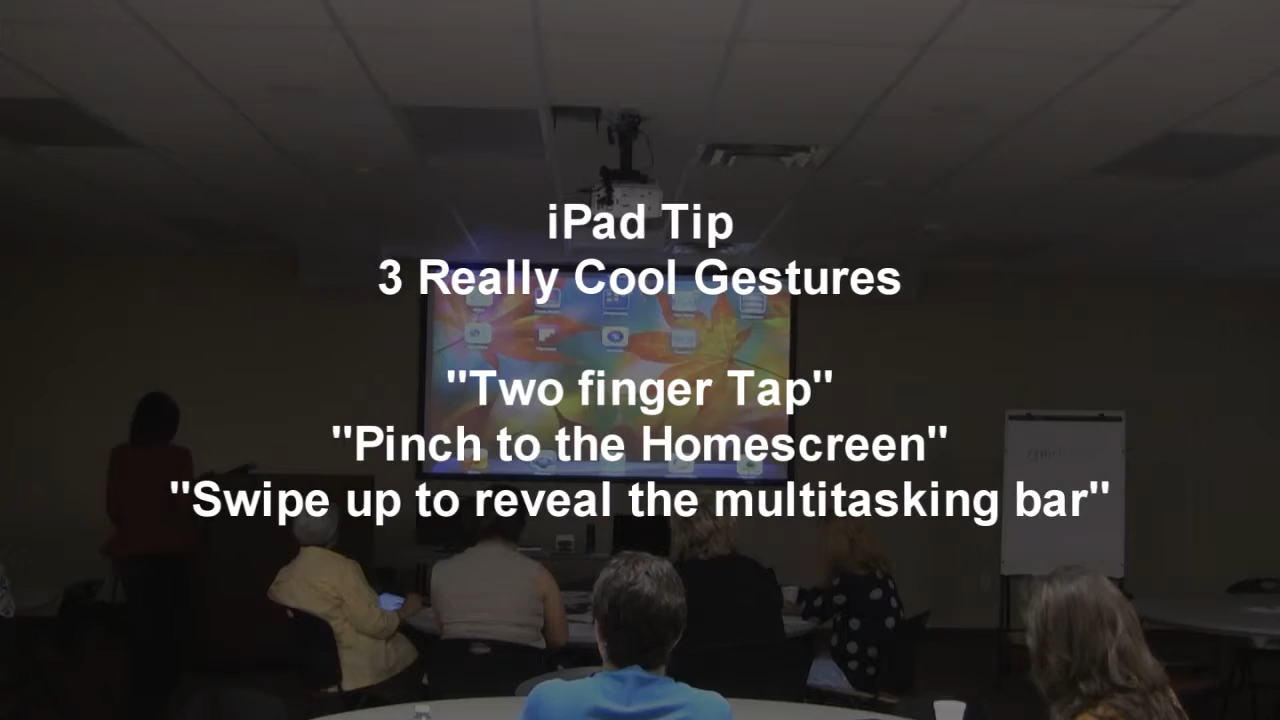 iPad Tip
3 Really Cool Gestures
"Two finger Tap"
"Pinch to the Homescreen"
"Swipe up to reveal the multitasking bar"